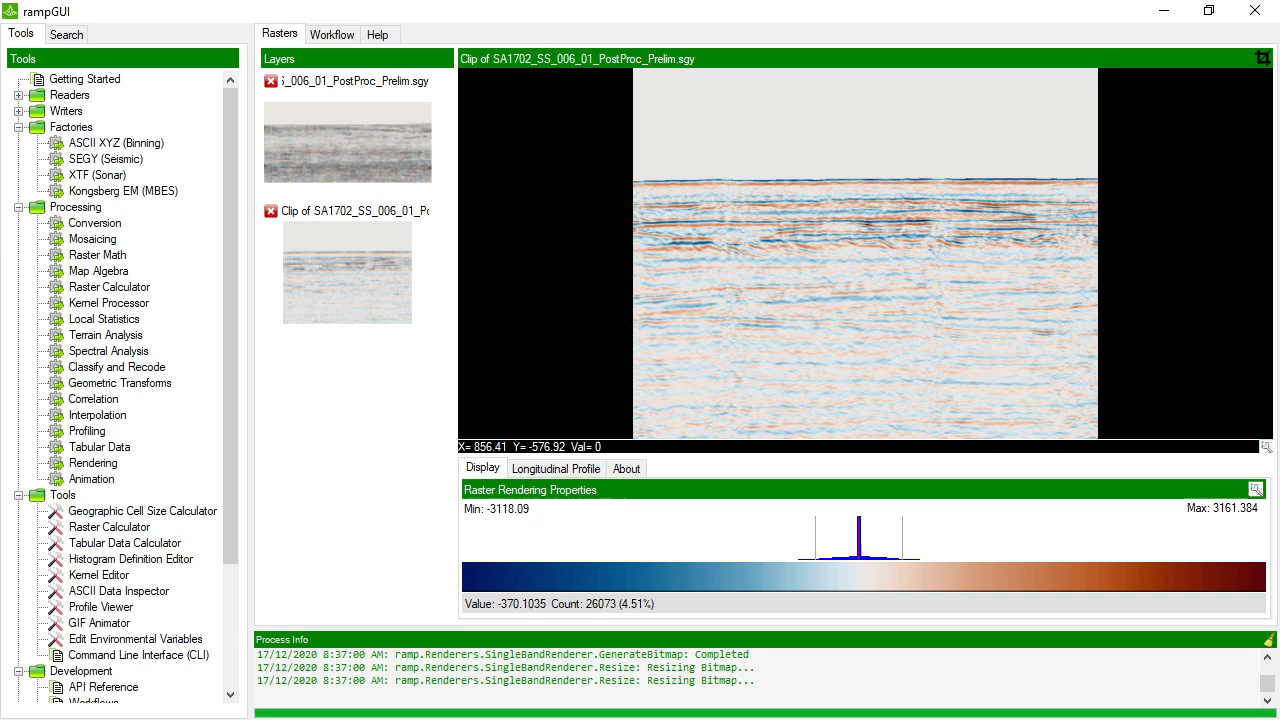 rampGUI
Tools
Search
Tools
Getting Started
Readers
Writers
Factories
ASCII XYZ (Binning)
SEGY (Seismic)
XTF (Sonar)
Kongsberg EM (MBES)
Processing
Conversion
Mosaicing
Raster Math
Map Algebra
Raster Calculator
Kernel Processor
Local Statistics
Terrain Analysis
Spectral Analysis
Classify and Recode
Geometric Transforms
Correlation
Interpolation
Profiling
Tabular Data
Rendering
Animation
Tools
Geographic Cell Size Calculator
Raster Calculator
Tabular Data Calculator
Histogram Definition Editor
Kernel Editor
ASCII Data Inspector
Profile Viewer
GIF Animator
Edit Environmental Variables
Command Line Interface (CLI)
Development
API Reference
Workflows
Rasters
Workflow
Help
Layers
_006_01_PostProc_Prelim.sgy
Clip of SA1702_SS_006_01_Pc
Clip of SA1702_SS_006_01_PostProc_Prelim.sgy
X= 856.41 Y= -576.92 Val= 0
Display
Longitudinal Profile
About
Raster Rendering Properties
Min: -3118.09
Max: 3161.384
Value: -370.1035 Count: 26073 (4.51%)
Process Info
17/12/2020 8:37:00 AM: ramp.Renderers.SingleBandRenderer.GenerateBitmap: Completed
17/12/2020 8:37:00 AM: ramp.Renderers.SingleBandRenderer.Resize: Resizing Bitmap...
17/12/2020 8:37:00 AM: ramp.Renderers.SingleBandRenderer.Resize: Resizing Bitmap...